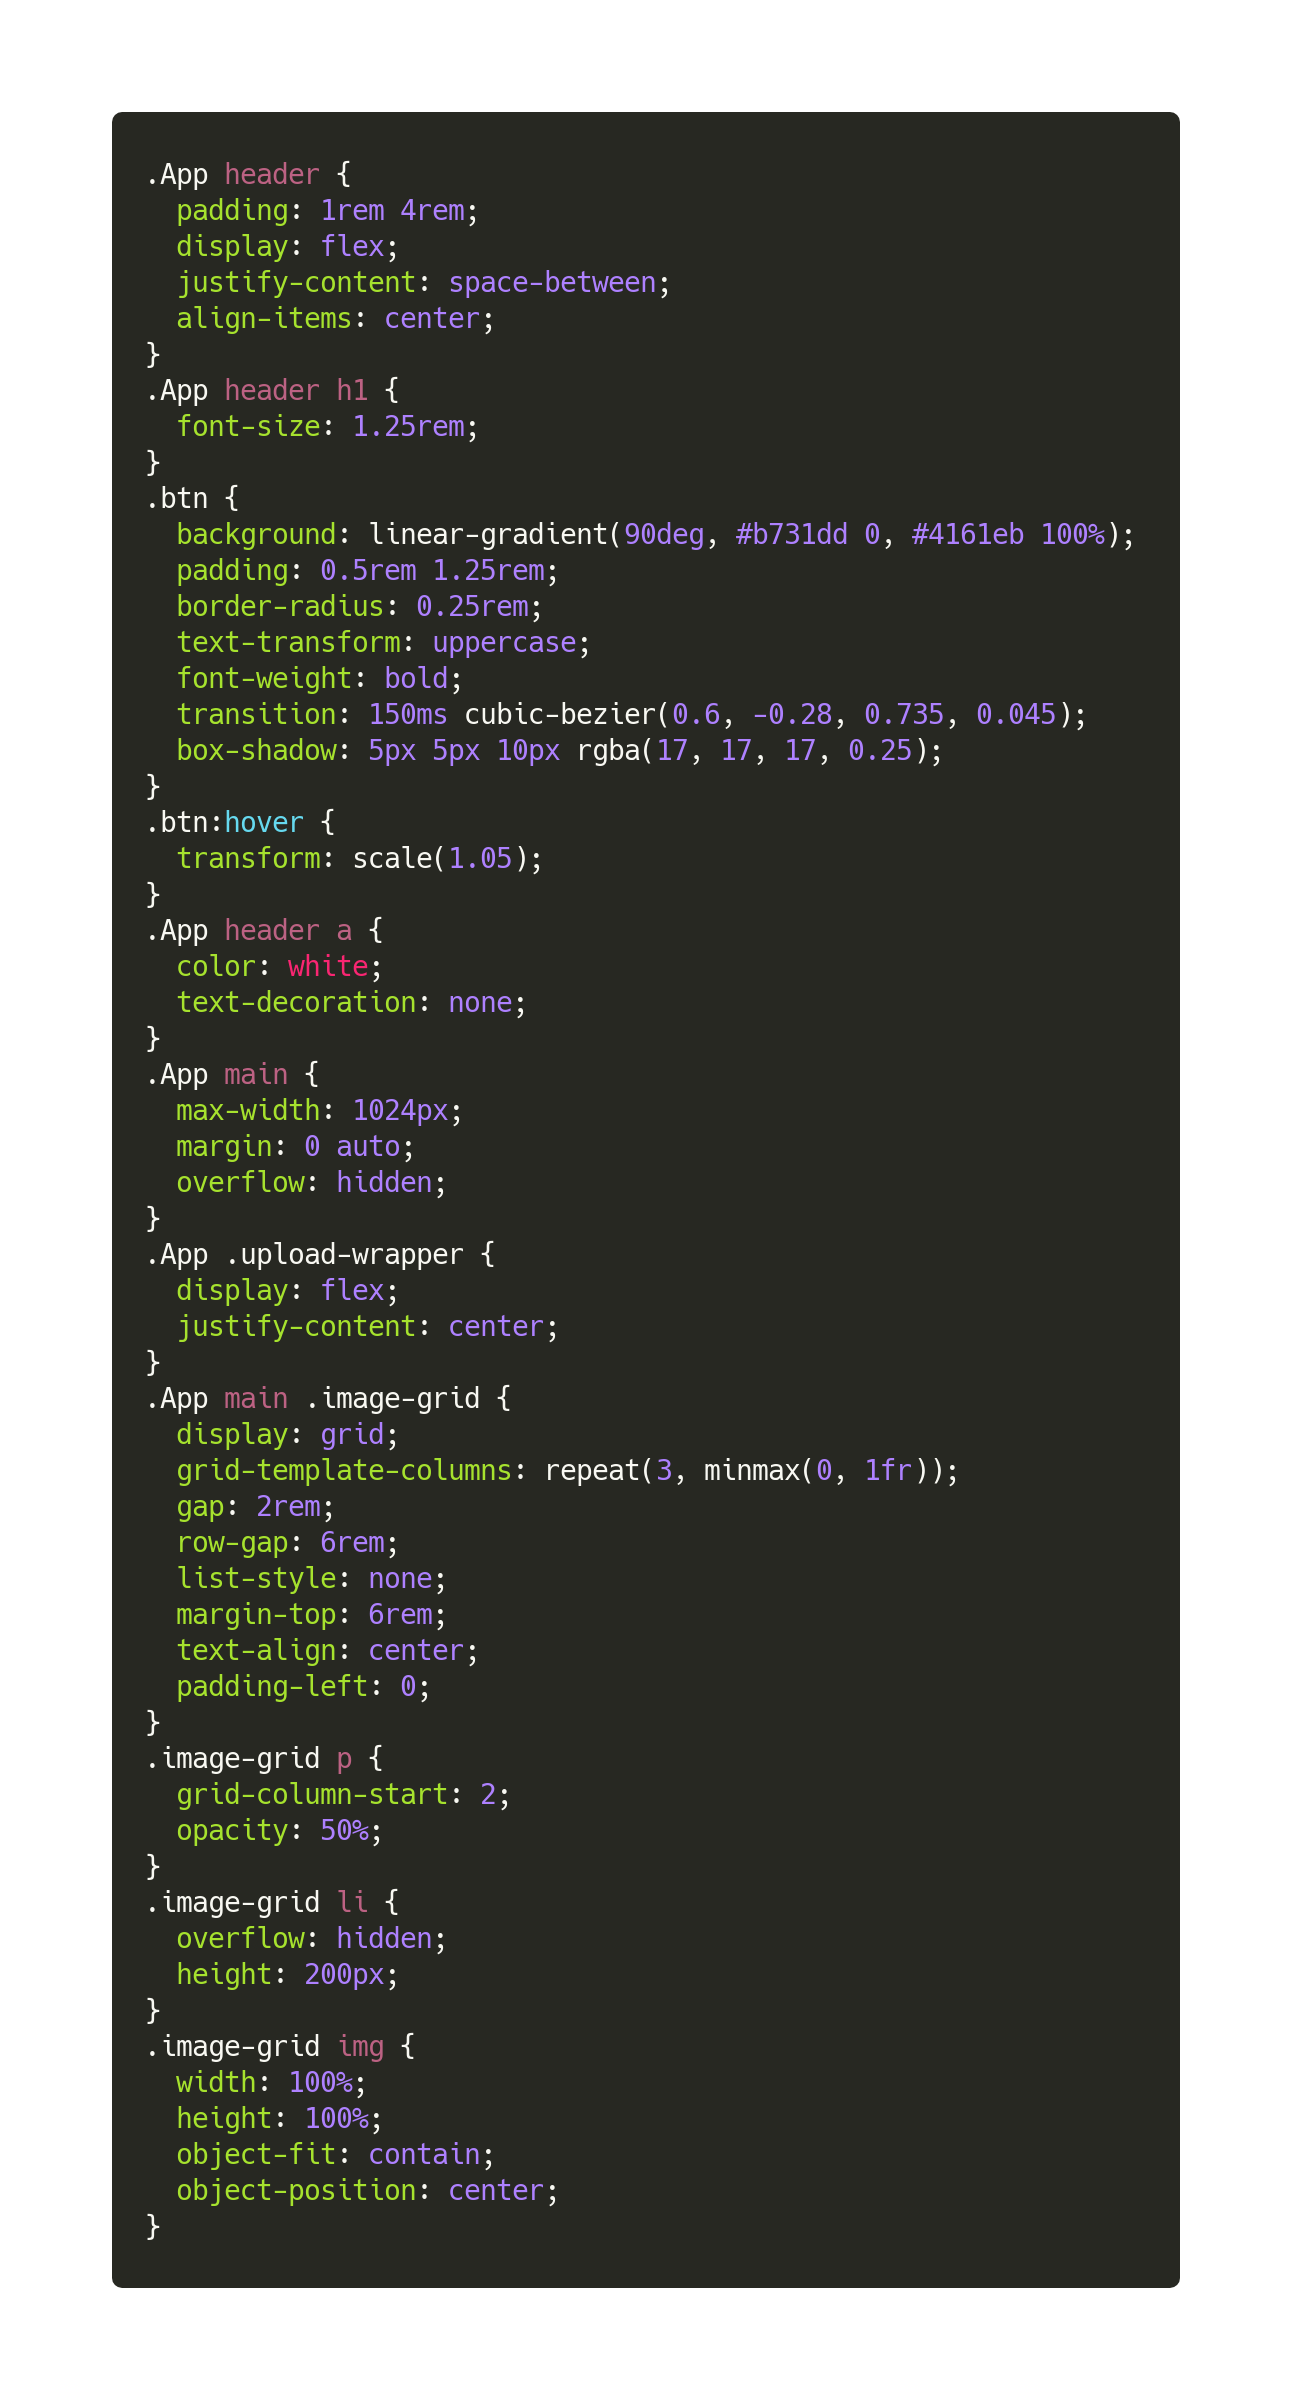 .App header {
  padding: 1rem 4rem;
  display: flex;
  justify-content: space-between;
  align-items: center;
}
.App header h1 {
  font-size: 1.25rem;
}
.btn {
  background: linear-gradient(90deg, #b731dd 0, #4161eb 100%);
  padding: 0.5rem 1.25rem;
  border-radius: 0.25rem;
  text-transform: uppercase;
  font-weight: bold;
  transition: 150ms cubic-bezier(0.6, -0.28, 0.735, 0.045);
  box-shadow: 5px 5px 10px rgba(17, 17, 17, 0.25);
}
.btn:hover {
  transform: scale(1.05);
}
.App header a {
  color: white;
  text-decoration: none;
}
.App main {
  max-width: 1024px;
  margin: 0 auto;
  overflow: hidden;
}
.App .upload-wrapper {
  display: flex;
  justify-content: center;
}
.App main .image-grid {
  display: grid;
  grid-template-columns: repeat(3, minmax(0, 1fr));
  gap: 2rem;
  row-gap: 6rem;
  list-style: none;
  margin-top: 6rem;
  text-align: center;
  padding-left: 0;
}
.image-grid p {
  grid-column-start: 2;
  opacity: 50%;
}
.image-grid li {
  overflow: hidden;
  height: 200px;
}
.image-grid img {
  width: 100%;
  height: 100%;
  object-fit: contain;
  object-position: center;
}